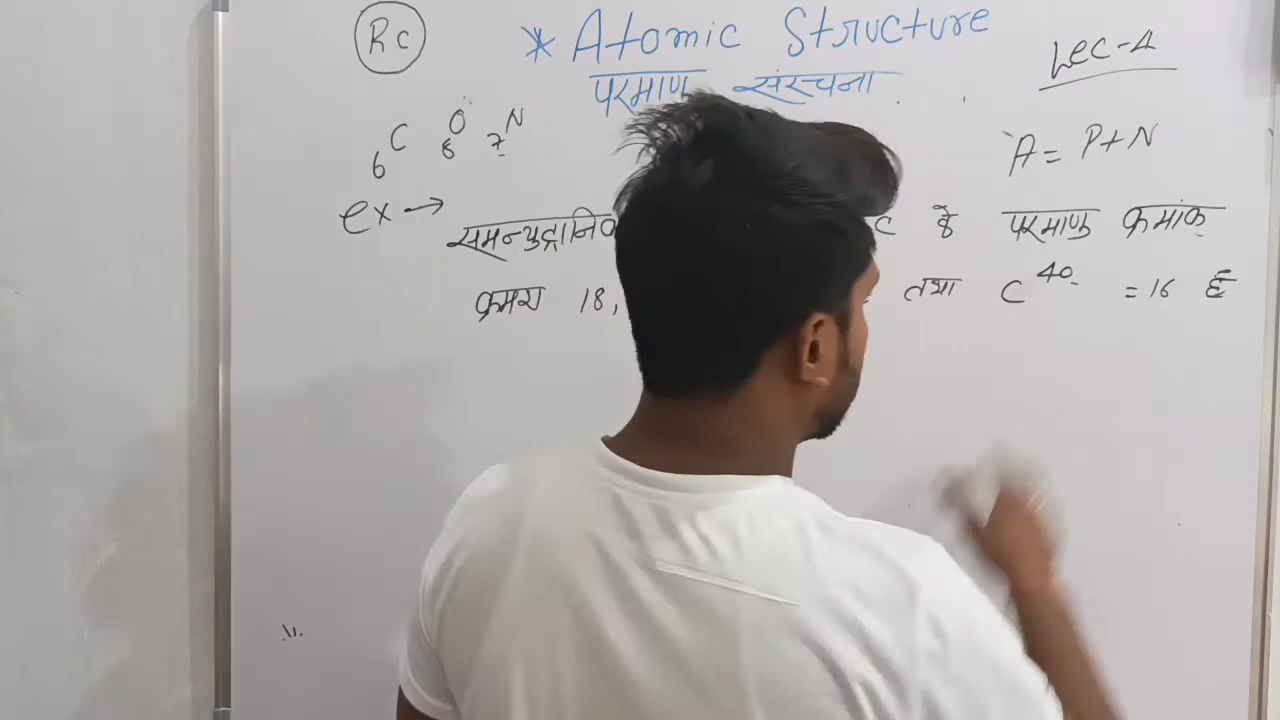 Rc
* Atomic Structure
परमाणु संरचना
Lec-4
6C 8O 7N
A = P+N
ex → समन्युट्रानिक C के परमाणु क्रमांक
क्रमश 18, तथा C⁴⁰ = 16 है